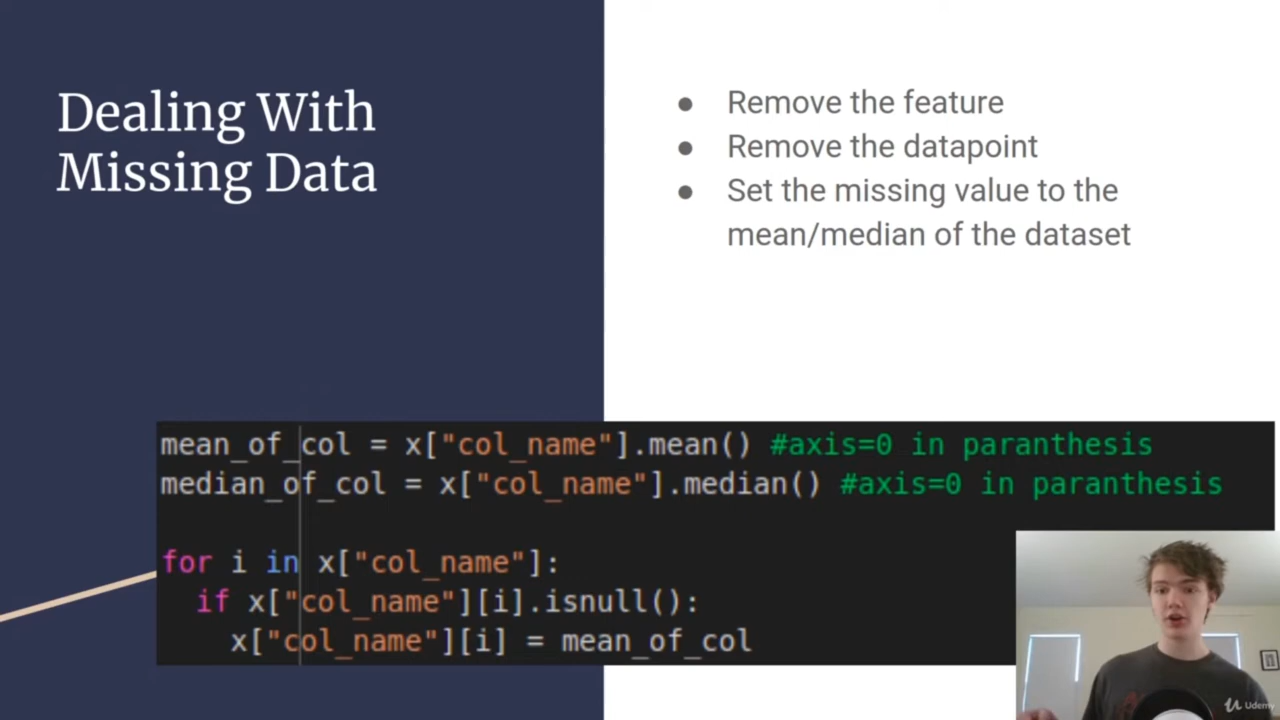 Dealing With
Missing Data
● Remove the feature
● Remove the datapoint
● Set the missing value to the
mean/median of the dataset
mean_of_col = x["col_name"].mean() #axis=0 in paranthesis
median_of_col = x["col_name"].median() #axis=0 in paranthesis
for i in x["col_name"]:
if x["col_name"][i].isnull():
x["col_name"][i] = mean_of_col
Udemy